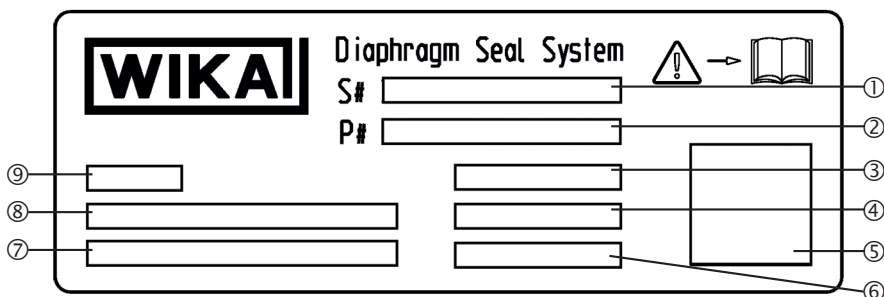 WIKA
Diaphragm Seal System
S#
P#
①
②
③
④
⑤
⑥
⑦
⑧
⑨